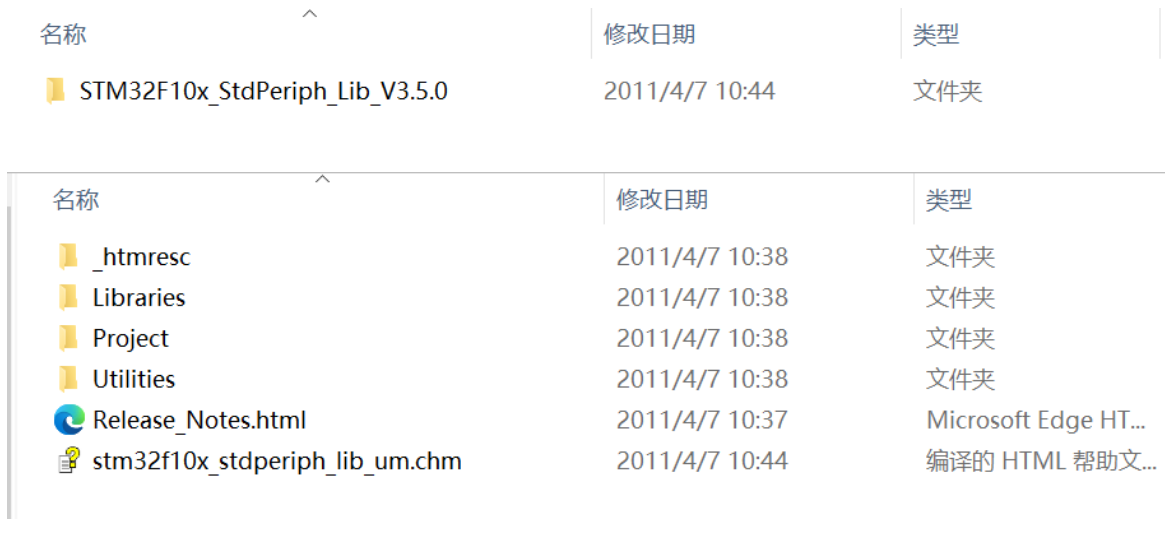 名称 修改日期 类型
STM32F10x_StdPeriph_Lib_V3.5.0 2011/4/7 10:44 文件夹
名称 修改日期 类型
_htmresc 2011/4/7 10:38 文件夹
Libraries 2011/4/7 10:38 文件夹
Project 2011/4/7 10:38 文件夹
Utilities 2011/4/7 10:38 文件夹
Release_Notes.html 2011/4/7 10:37 Microsoft Edge HT...
stm32f10x_stdperiph_lib_um.chm 2011/4/7 10:44 编译的 HTML 帮助文...